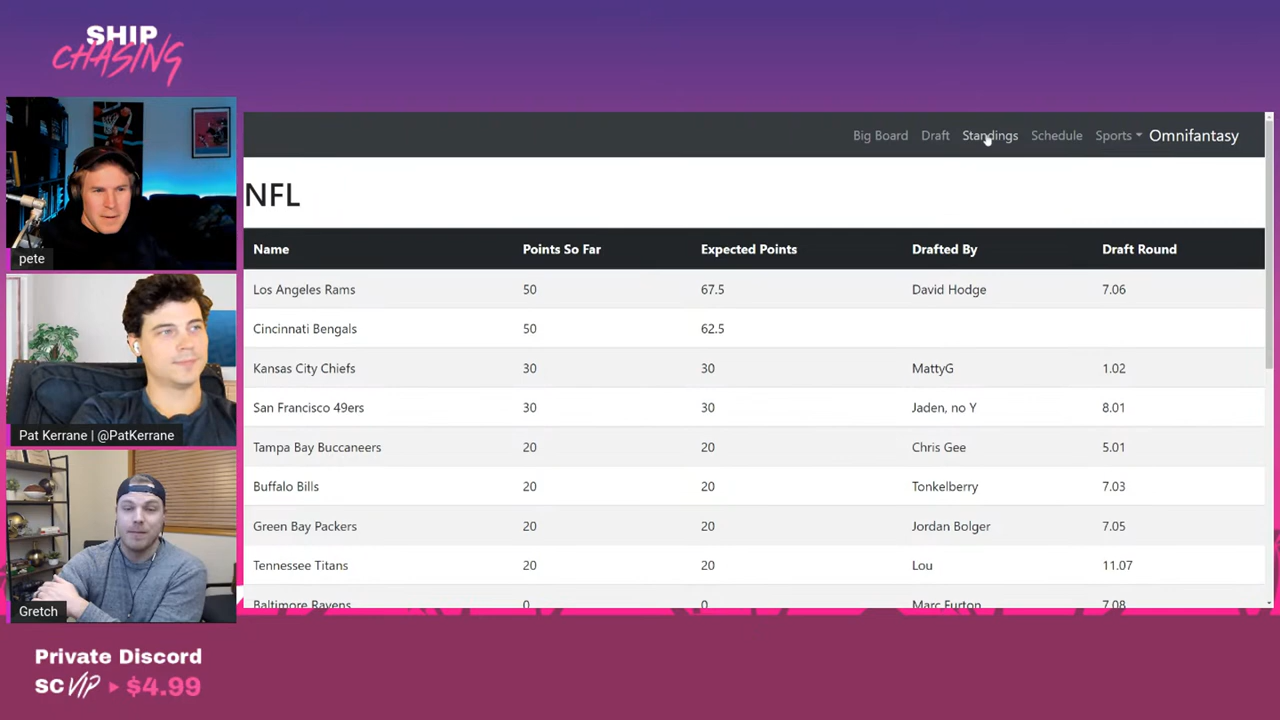 SHIP
CHASING
Big Board Draft Standings Schedule Sports Omnifantasy
NFL
Name Points So Far Expected Points Drafted By Draft Round
Los Angeles Rams 50 67.5 David Hodge 7.06
Cincinnati Bengals 50 62.5
Kansas City Chiefs 30 30 MattyG 1.02
San Francisco 49ers 30 30 Jaden, no Y 8.01
Tampa Bay Buccaneers 20 20 Chris Gee 5.01
Buffalo Bills 20 20 Tonkelberry 7.03
Green Bay Packers 20 20 Jordan Bolger 7.05
Tennessee Titans 20 20 Lou 11.07
Baltimore Ravens 0 0 Marc Furton 7.08
pete
Pat Kerrane | @PatKerrane
Gretch
Private Discord
SC VIP $4.99